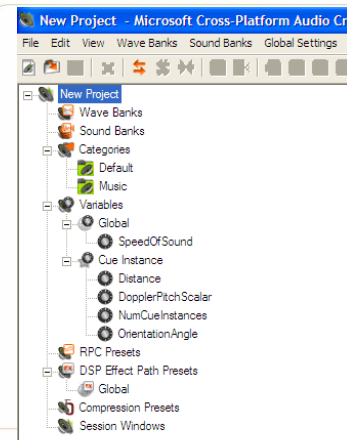 New Project - Microsoft Cross-Platform Audio Cr
File Edit View Wave Banks Sound Banks Global Settings
New Project
Wave Banks
Sound Banks
Categories
Default
Music
Variables
Global
SpeedOfSound
Cue Instance
Distance
DopplerPitchScalar
NumCueInstances
OrientationAngle
RPC Presets
DSP Effect Path Presets
Global
Compression Presets
Session Windows